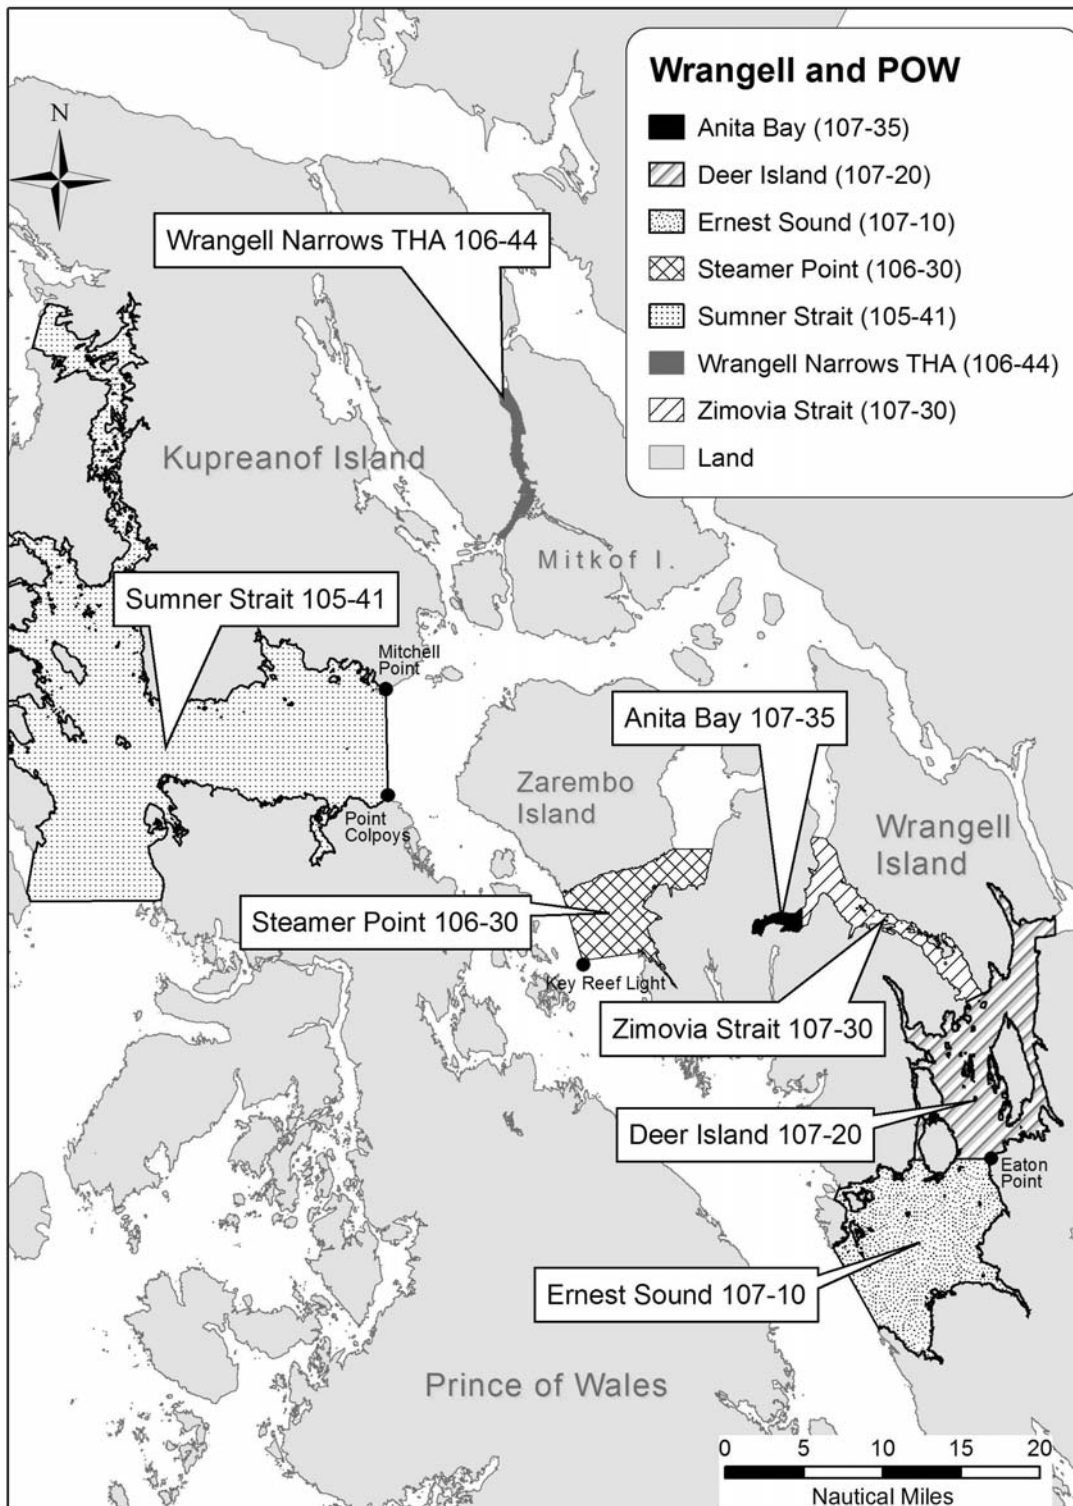 Wrangell and POW
Anita Bay (107-35)
Deer Island (107-20)
Ernest Sound (107-10)
Steamer Point (106-30)
Sumner Strait (105-41)
Wrangell Narrows THA (106-44)
Zimovia Strait (107-30)
Land
N
Wrangell Narrows THA 106-44
Kupreanof Island
Mitkof I.
Sumner Strait 105-41
Mitchell
Point
Anita Bay 107-35
Zarembo
Island
Point
Colpoys
Wrangell
Island
Steamer Point 106-30
Key Reef Light
Zimovia Strait 107-30
Deer Island 107-20
Eaton
Point
Ernest Sound 107-10
Prince of Wales
0 5 10 15 20
Nautical Miles